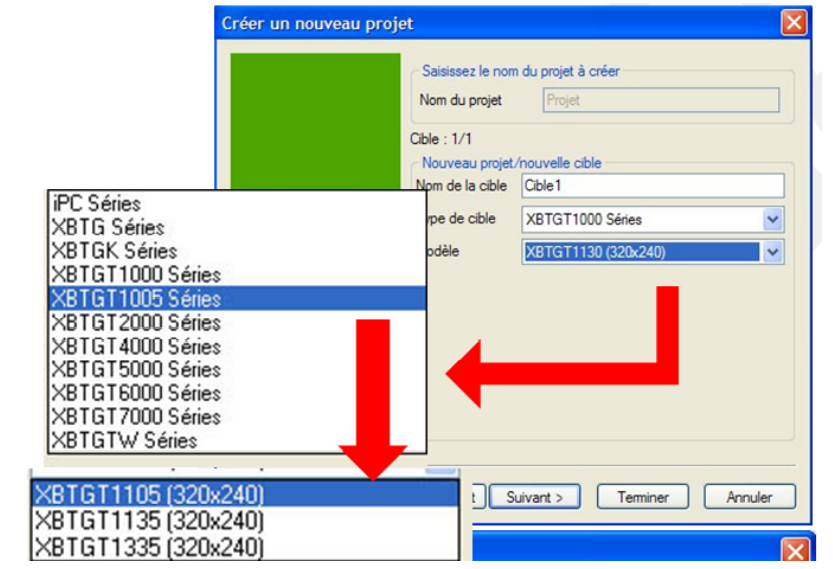 Créer un nouveau projet
Saisissez le nom du projet à créer
Nom du projet
Projet
Cible : 1/1
Nouveau projet/nouvelle cible
Nom de la cible
Cible1
ype de cible
XBTGT1000 Séries
odèle
XBTGT1130 (320x240)
iPC Séries
XBTG Séries
XBTGK Séries
XBTGT1000 Séries
XBTGT1005 Séries
XBTGT2000 Séries
XBTGT4000 Séries
XBTGT5000 Séries
XBTGT6000 Séries
XBTGT7000 Séries
XBTGTW Séries
XBTGT1105 (320x240)
XBTGT1135 (320x240)
XBTGT1335 (320x240)
t
Suivant >
Terminer
Annuler